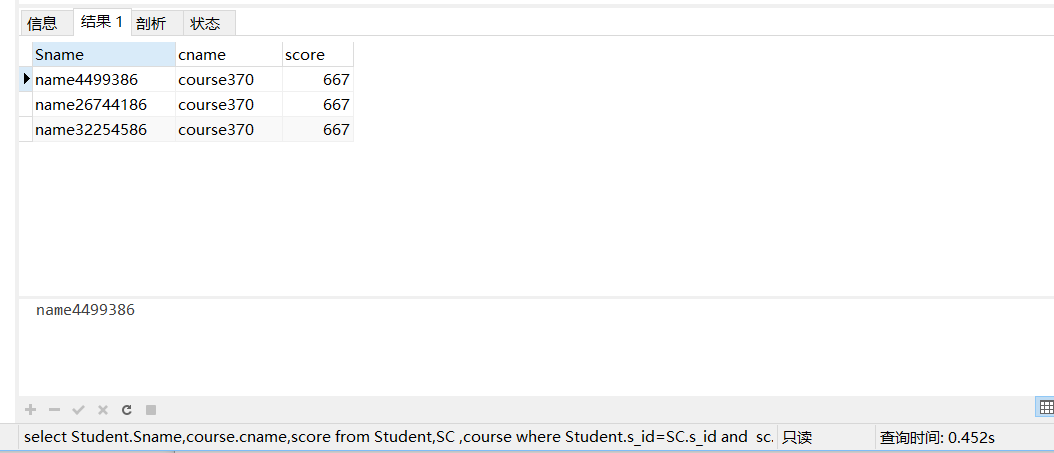 信息 结果 1 剖析 状态
Sname cname score
name4499386 course370 667
name26744186 course370 667
name32254586 course370 667
name4499386
select Student.Sname,course.cname,score from Student,SC ,course where Student.s_id=SC.s_id and  sc. 只读 查询时间: 0.452s